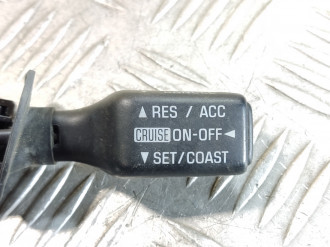 ▲ RES / ACC
CRUISE ON-OFF ◄
▼ SET/COAST